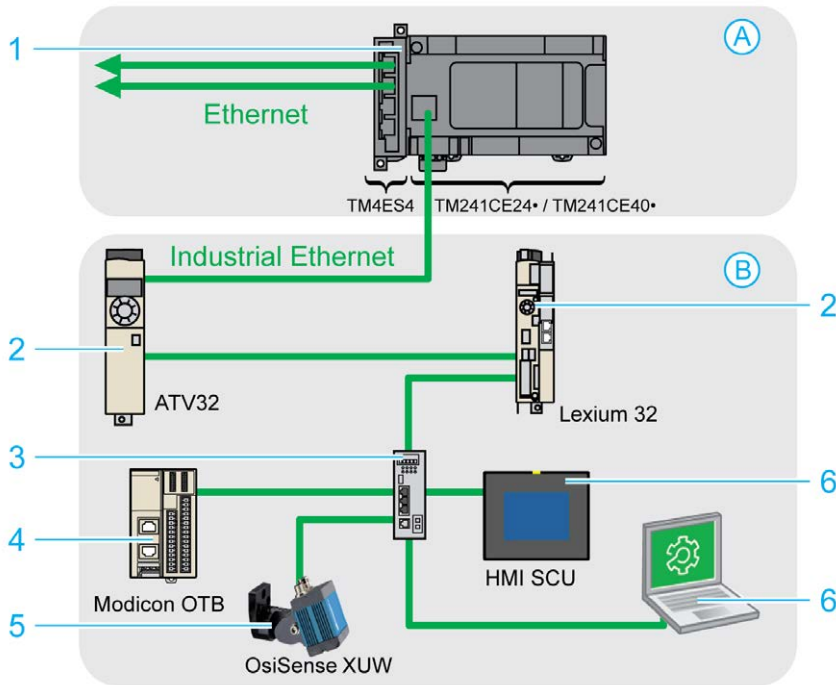 1
A
Ethernet
TM4ES4
TM241CE24• / TM241CE40•
Industrial Ethernet
B
2
2
ATV32
Lexium 32
3
6
4
HMI SCU
Modicon OTB
6
5
OsiSense XUW